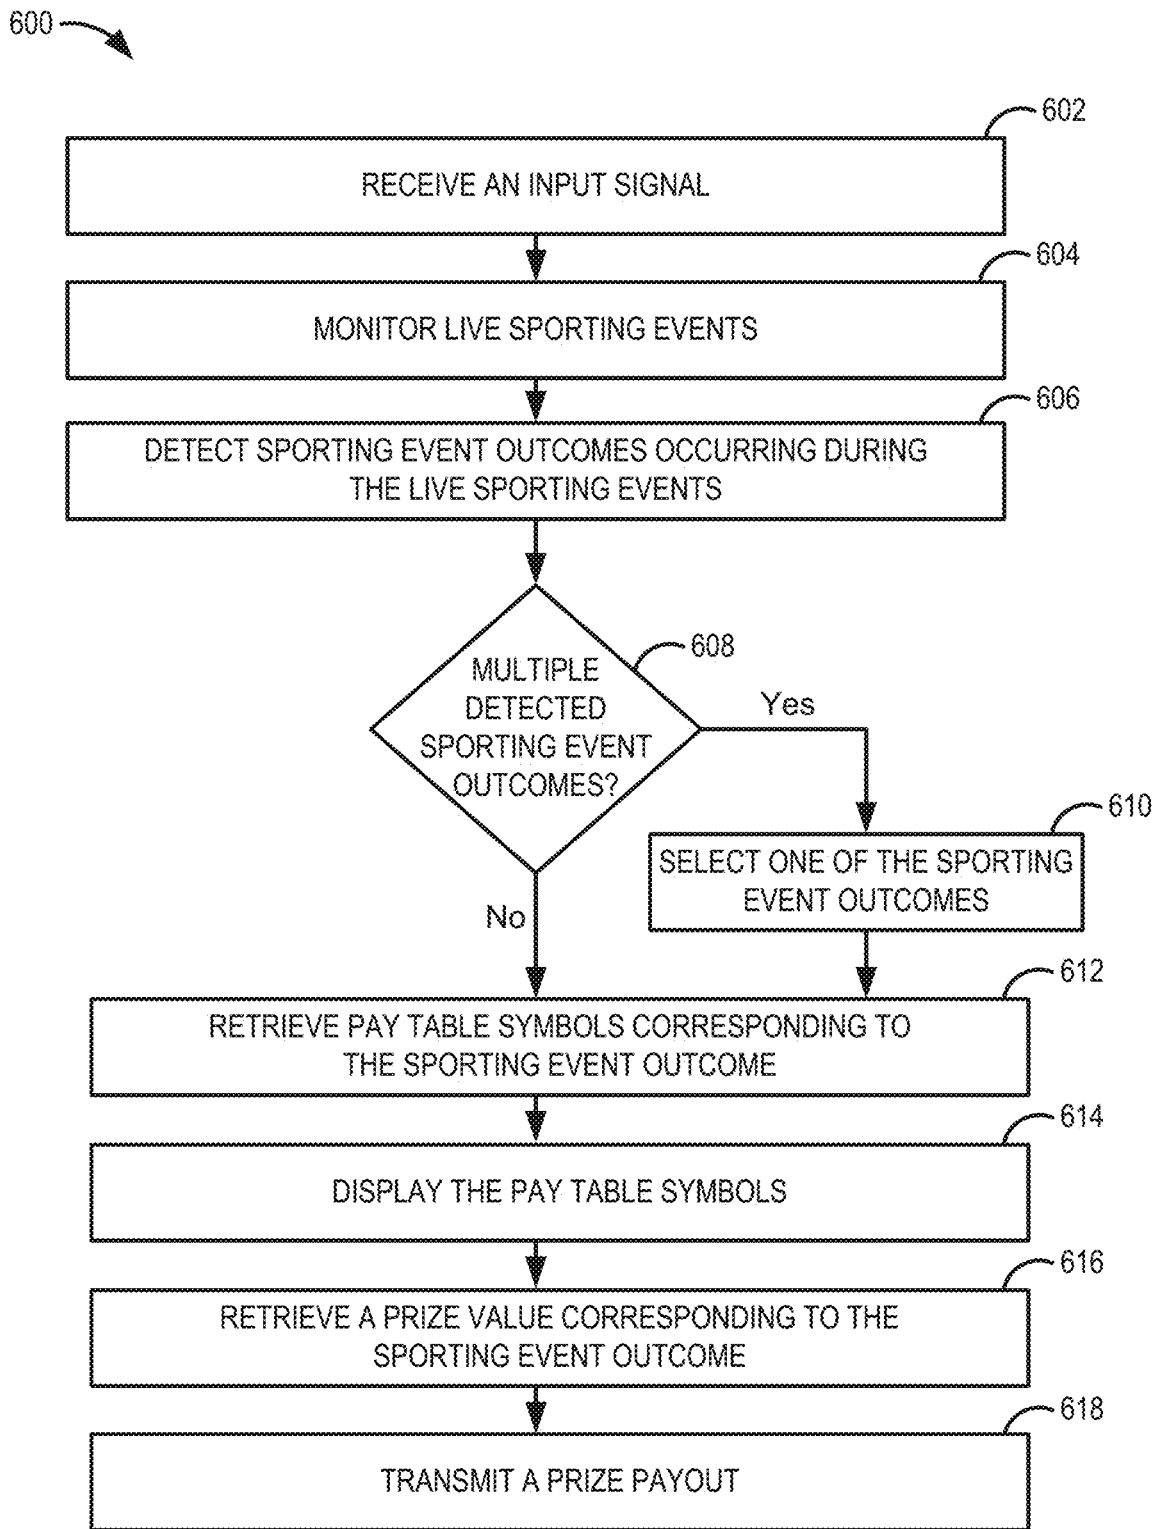 600
602
RECEIVE AN INPUT SIGNAL
604
MONITOR LIVE SPORTING EVENTS
606
DETECT SPORTING EVENT OUTCOMES OCCURRING DURING
THE LIVE SPORTING EVENTS
608
MULTIPLE
DETECTED
SPORTING EVENT
OUTCOMES?
Yes
610
SELECT ONE OF THE SPORTING
EVENT OUTCOMES
No
612
RETRIEVE PAY TABLE SYMBOLS CORRESPONDING TO
THE SPORTING EVENT OUTCOME
614
DISPLAY THE PAY TABLE SYMBOLS
616
RETRIEVE A PRIZE VALUE CORRESPONDING TO THE
SPORTING EVENT OUTCOME
618
TRANSMIT A PRIZE PAYOUT